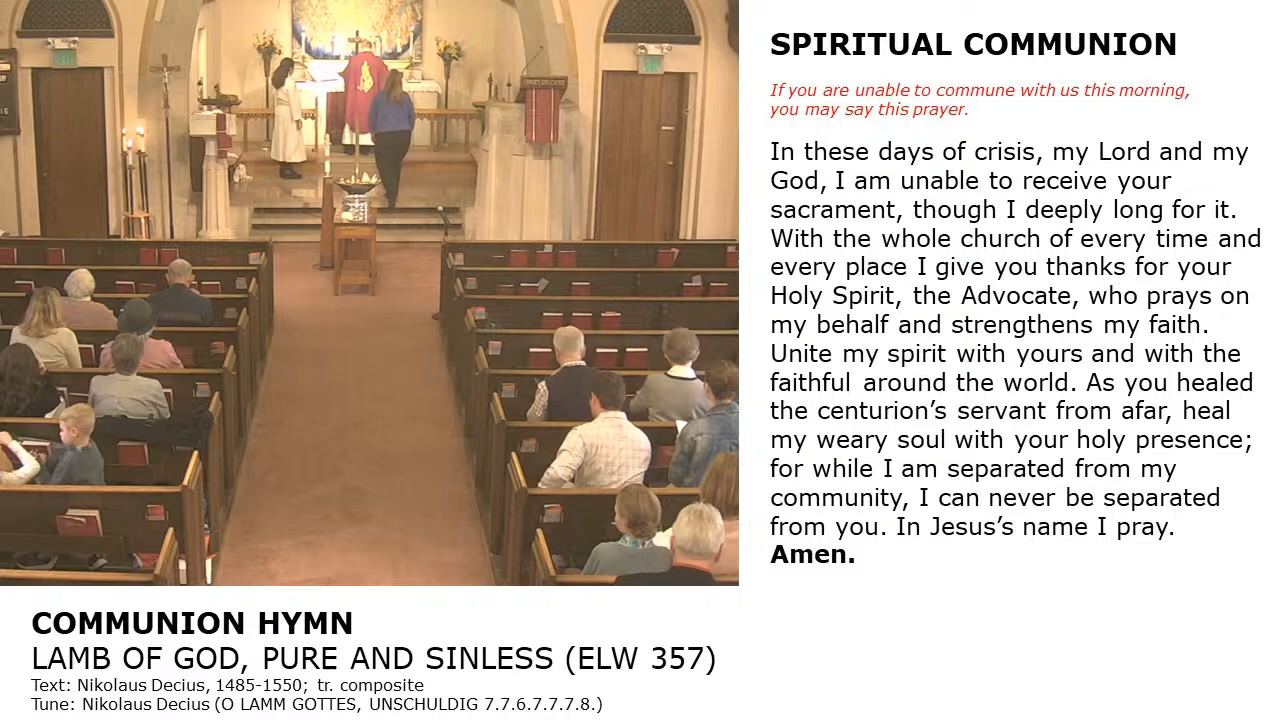 SPIRITUAL COMMUNION
If you are unable to commune with us this morning,
you may say this prayer.
In these days of crisis, my Lord and my
God, I am unable to receive your
sacrament, though I deeply long for it.
With the whole church of every time and
every place I give you thanks for your
Holy Spirit, the Advocate, who prays on
my behalf and strengthens my faith.
Unite my spirit with yours and with the
faithful around the world. As you healed
the centurion’s servant from afar, heal
my weary soul with your holy presence;
for while I am separated from my
community, I can never be separated
from you. In Jesus’s name I pray.
Amen.
COMMUNION HYMN
LAMB OF GOD, PURE AND SINLESS (ELW 357)
Text: Nikolaus Decius, 1485-1550; tr. composite
Tune: Nikolaus Decius (O LAMM GOTTES, UNSCHULDIG 7.7.6.7.7.7.8.)